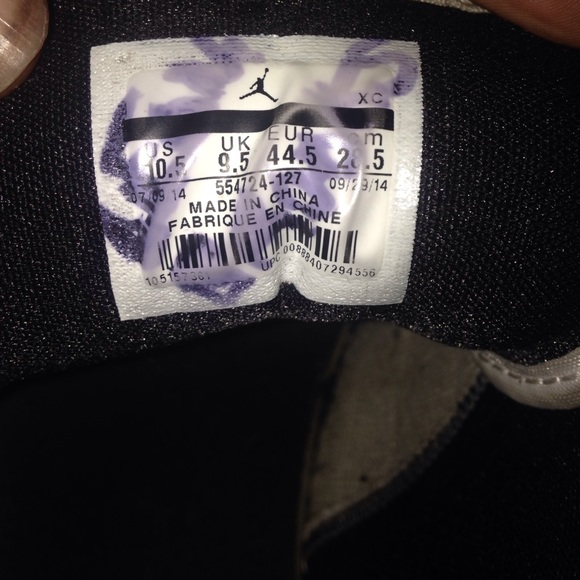 XC
US UK EUR cm
10.5 9.5 44.5 28.5
07/09/14 554724-127 09/29/14
MADE IN CHINA
FABRIQUE EN CHINE
UPC 00888407294556